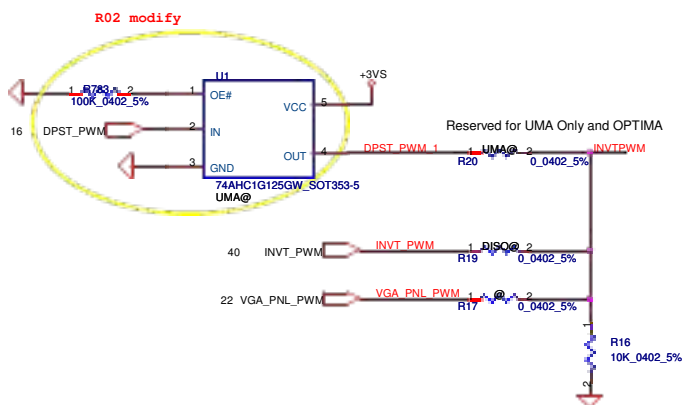 R02 modify
U1
+3VS
1 R783 2 1 OE#
100K_0402_5%
VCC 5
16 DPST_PWM 2 IN
Reserved for UMA Only and OPTIMA
3 GND OUT 4 DPST_PWM_1 1 UMA@ 2 INVTPWM
R20 0_0402_5%
74AHC1G125GW_SOT353-5
UMA@
40 INVT_PWM INVT_PWM 1 DISO@ 2
R19 0_0402_5%
22 VGA_PNL_PWM VGA_PNL_PWM 1 @ 2
R17 0_0402_5%
1
R16
10K_0402_5%
2